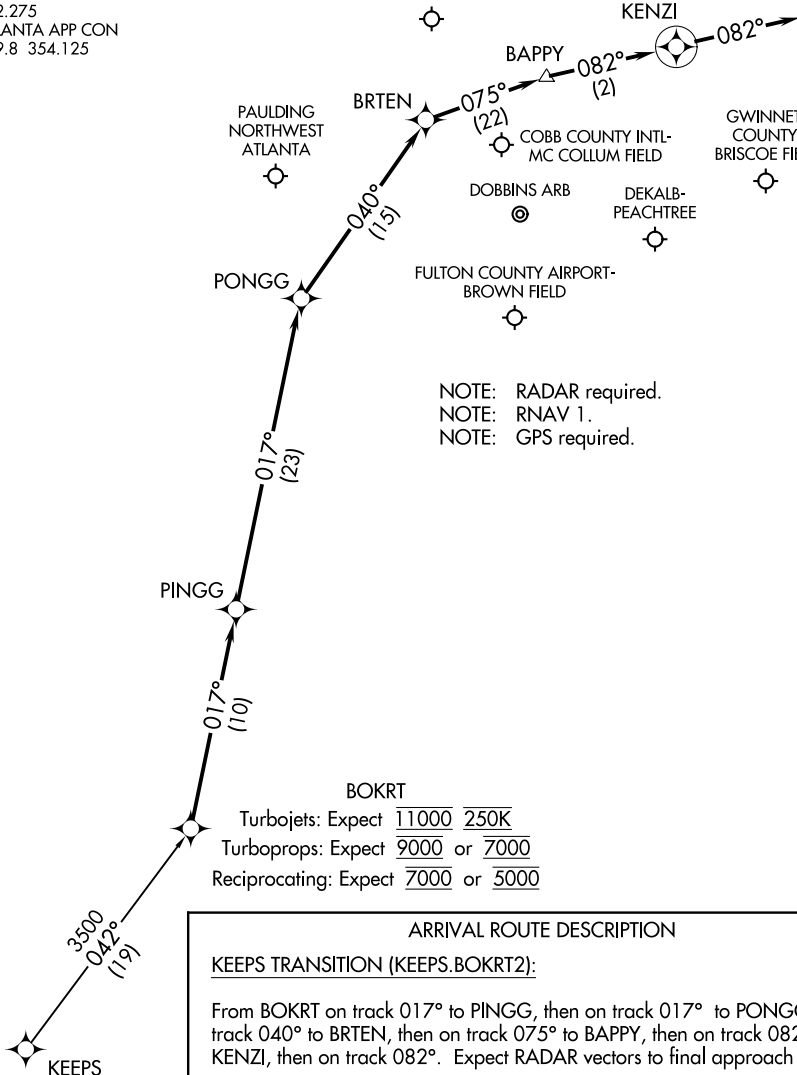 2.275
LANTA APP CON
9.8 354.125
KENZI
082°
BAPPY
082°
(2)
BRTEN
075°
(22)
PAULDING
NORTHWEST
ATLANTA
COBB COUNTY INTL-
MC COLLUM FIELD
GWINNET
COUNTY
BRISCOE FIE
DOBBINS ARB
DEKALB-
PEACHTREE
040°
(15)
PONGG
FULTON COUNTY AIRPORT-
BROWN FIELD
NOTE: RADAR required.
NOTE: RNAV 1.
NOTE: GPS required.
017°
(23)
PINGG
017°
(10)
BOKRT
Turbojets: Expect 11000 250K
Turboprops: Expect 9000 or 7000
Reciprocating: Expect 7000 or 5000
3500
042°
(19)
KEEPS
ARRIVAL ROUTE DESCRIPTION
KEEPS TRANSITION (KEEPS.BOKRT2):
From BOKRT on track 017° to PINGG, then on track 017° to PONGG
track 040° to BRTEN, then on track 075° to BAPPY, then on track 082
KENZI, then on track 082°. Expect RADAR vectors to final approach